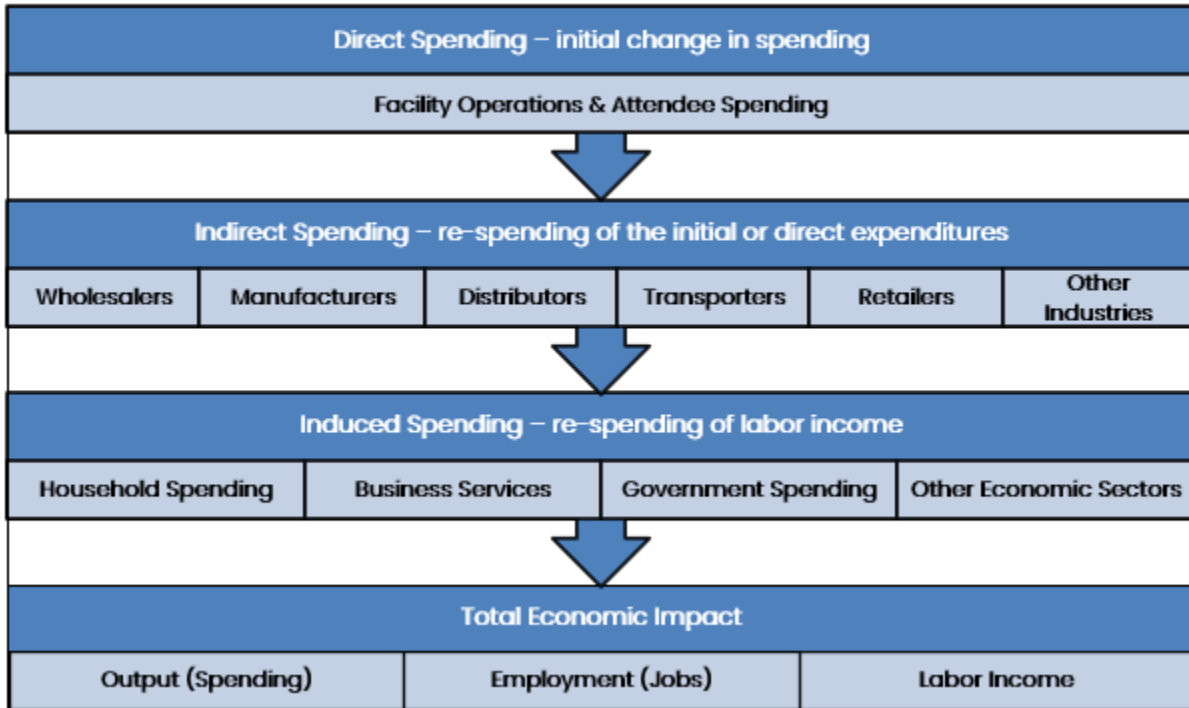 Direct Spending – initial change in spending
Facility Operations & Attendee Spending
Indirect Spending – re-spending of the initial or direct expenditures
Wholesalers
Manufacturers
Distributors
Transporters
Retailers
Other
Industries
Induced Spending – re-spending of labor income
Household Spending
Business Services
Government Spending
Other Economic Sectors
Total Economic Impact
Output (Spending)
Employment (Jobs)
Labor Income